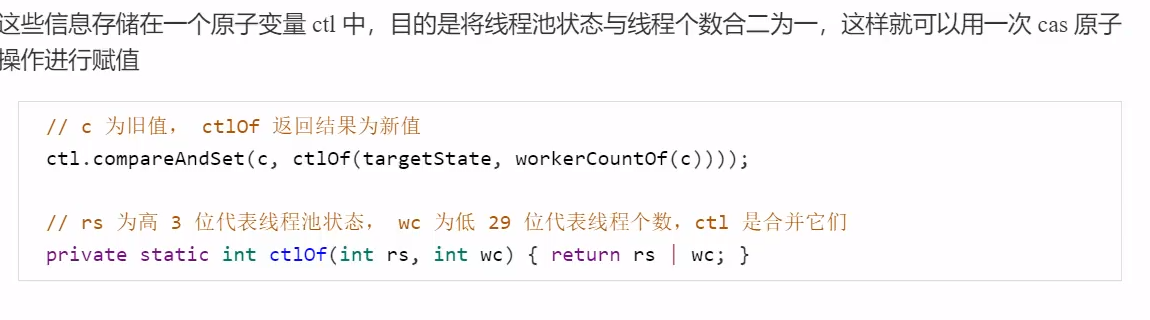 这些信息存储在一个原子变量 ctl 中，目的是将线程池状态与线程个数合二为一，这样就可以用一次 cas 原子
操作进行赋值
// c 为旧值， ctlOf 返回结果为新值
ctl.compareAndSet(c, ctlOf(targetState, workerCountOf(c))));
// rs 为高 3 位代表线程池状态， wc 为低 29 位代表线程个数，ctl 是合并它们
private static int ctlOf(int rs, int wc) { return rs | wc; }